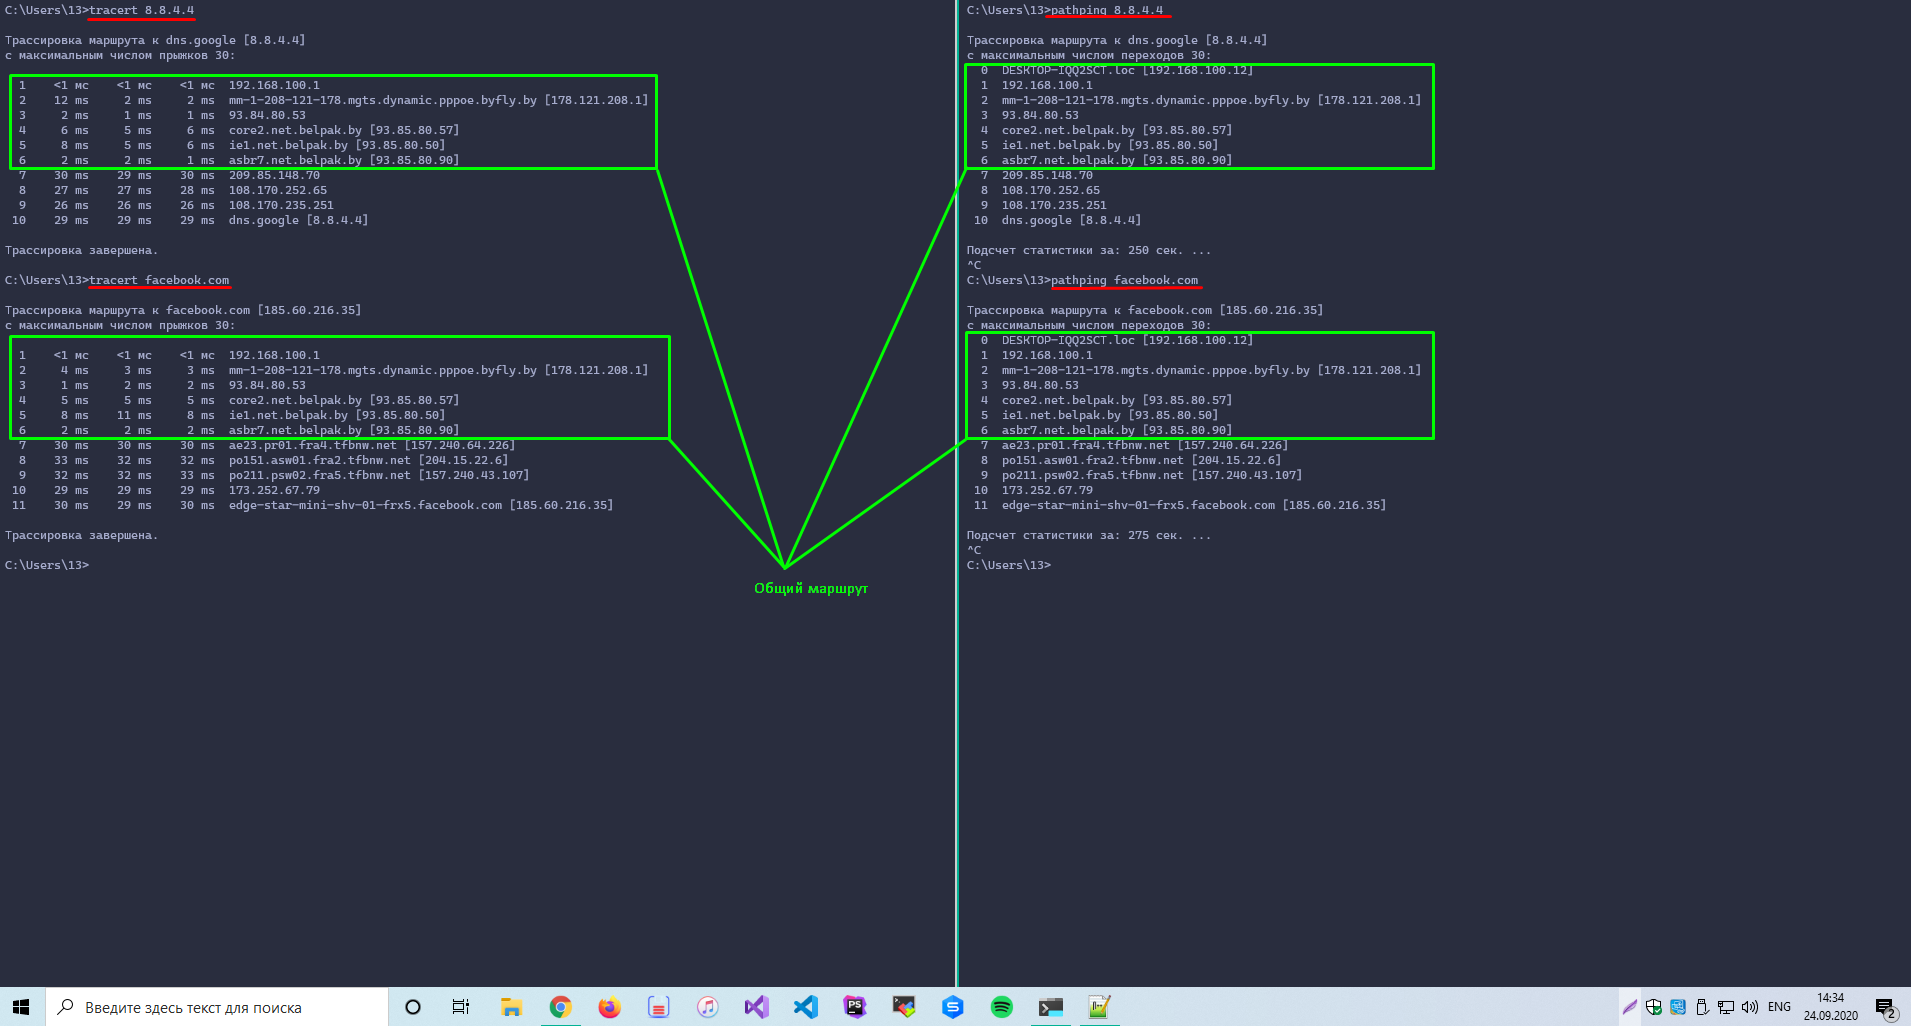 C:\Users\13>tracert 8.8.4.4
Трассировка маршрута к dns.google [8.8.4.4]
с максимальным числом прыжков 30:
1 <1 мс <1 мс <1 мс 192.168.100.1
2 12 ms 2 ms 2 ms mm-1-208-121-178.mgts.dynamic.pppoe.byfly.by [178.121.208.1]
3 2 ms 1 ms 1 ms 93.84.80.53
4 6 ms 5 ms 6 ms core2.net.belpak.by [93.85.80.57]
5 8 ms 5 ms 6 ms ie1.net.belpak.by [93.85.80.50]
6 2 ms 2 ms 1 ms asbr7.net.belpak.by [93.85.80.90]
7 30 ms 29 ms 30 ms 209.85.148.70
8 27 ms 27 ms 28 ms 108.170.252.65
9 26 ms 26 ms 26 ms 108.170.235.251
10 29 ms 29 ms 29 ms dns.google [8.8.4.4]
Трассировка завершена.
C:\Users\13>tracert facebook.com
Трассировка маршрута к facebook.com [185.60.216.35]
с максимальным числом прыжков 30:
1 <1 мс <1 мс <1 мс 192.168.100.1
2 4 ms 3 ms 3 ms mm-1-208-121-178.mgts.dynamic.pppoe.byfly.by [178.121.208.1]
3 1 ms 2 ms 2 ms 93.84.80.53
4 5 ms 5 ms 5 ms core2.net.belpak.by [93.85.80.57]
5 8 ms 11 ms 8 ms ie1.net.belpak.by [93.85.80.50]
6 2 ms 2 ms 2 ms asbr7.net.belpak.by [93.85.80.90]
7 30 ms 30 ms 30 ms ae23.pr01.fra4.tfbnw.net [157.240.64.226]
8 33 ms 32 ms 32 ms po151.asw01.fra2.tfbnw.net [204.15.22.6]
9 32 ms 32 ms 33 ms po211.psw02.fra5.tfbnw.net [157.240.43.107]
10 29 ms 29 ms 29 ms 173.252.67.79
11 30 ms 29 ms 30 ms edge-star-mini-shv-01-frx5.facebook.com [185.60.216.35]
Трассировка завершена.
C:\Users\13>
C:\Users\13>pathping 8.8.4.4
Трассировка маршрута к dns.google [8.8.4.4]
с максимальным числом переходов 30:
0 DESKTOP-IQQ2SCT.loc [192.168.100.12]
1 192.168.100.1
2 mm-1-208-121-178.mgts.dynamic.pppoe.byfly.by [178.121.208.1]
3 93.84.80.53
4 core2.net.belpak.by [93.85.80.57]
5 ie1.net.belpak.by [93.85.80.50]
6 asbr7.net.belpak.by [93.85.80.90]
7 209.85.148.70
8 108.170.252.65
9 108.170.235.251
10 dns.google [8.8.4.4]
Подсчет статистики за: 250 сек. ...
^C
C:\Users\13>pathping facebook.com
Трассировка маршрута к facebook.com [185.60.216.35]
с максимальным числом переходов 30:
0 DESKTOP-IQQ2SCT.loc [192.168.100.12]
1 192.168.100.1
2 mm-1-208-121-178.mgts.dynamic.pppoe.byfly.by [178.121.208.1]
3 93.84.80.53
4 core2.net.belpak.by [93.85.80.57]
5 ie1.net.belpak.by [93.85.80.50]
6 asbr7.net.belpak.by [93.85.80.90]
7 ae23.pr01.fra4.tfbnw.net [157.240.64.226]
8 po151.asw01.fra2.tfbnw.net [204.15.22.6]
9 po211.psw02.fra5.tfbnw.net [157.240.43.107]
10 173.252.67.79
11 edge-star-mini-shv-01-frx5.facebook.com [185.60.216.35]
Подсчет статистики за: 275 сек. ...
^C
C:\Users\13>
Общий маршрут
Введите здесь текст для поиска
PS
S
ENG
14:34
24.09.2020
2